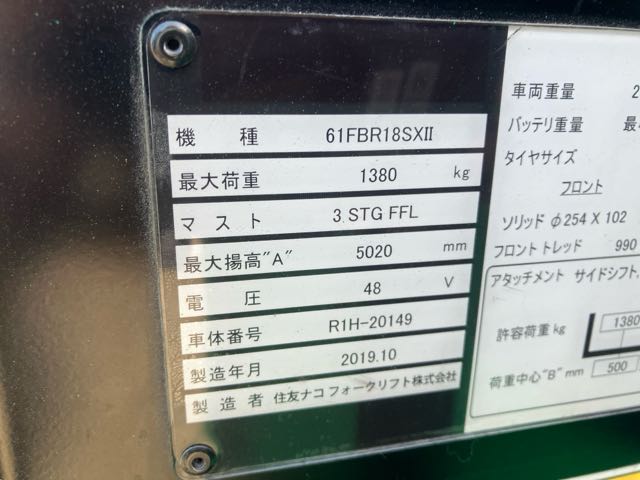 機種 61FBR18SXII
最大荷重 1380 kg
マスト 3 STG FFL
最大揚高"A" 5020 mm
電圧 48 V
車体番号 R1H-20149
製造年月 2019.10
製造者 住友ナコ フォークリフト株式会社
車両重量 2
バッテリ重量 最
タイヤサイズ
フロント
ソリッド φ254 X 102
フロント トレッド 990
アタッチメント サイドシフト
許容荷重 kg 1380
荷重中心"B" mm 500